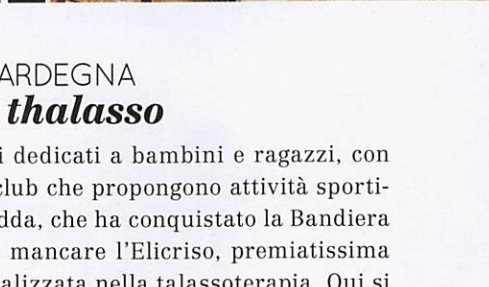 ARDEGNA
thalasso
i dedicati a bambini e ragazzi, con
club che propongono attività sporti-
dda, che ha conquistato la Bandiera
mancare l'Elicriso, premiatissima
alizzata nella talassoterapia. Qui si